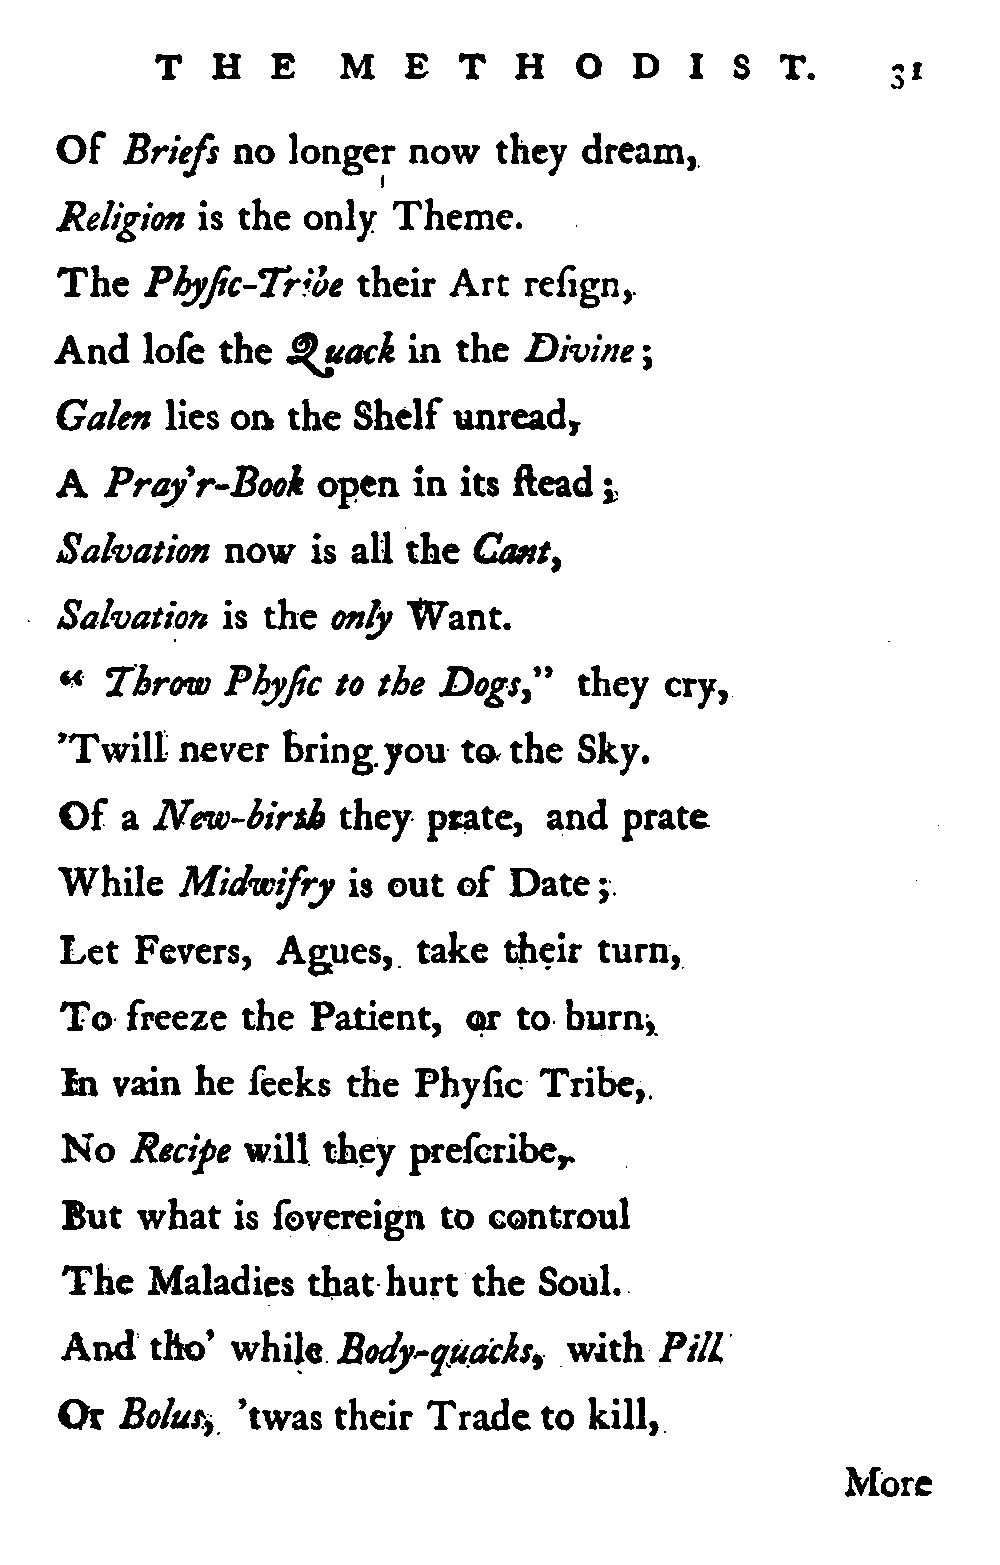 THE METHODIST. 31
Of Briefs no longer now they dream,
Religion is the only Theme.
The Phyſic-Tribe their Art reſign,
And loſe the Quack in the Divine;
Galen lies on the Shelf unread,
A Pray'r-Book open in its ſtead;
Salvation now is all the Cant,
Salvation is the only Want.
“ Throw Phyſic to the Dogs,” they cry,
'Twill never bring you to the Sky.
Of a New-birth they prate, and prate
While Midwifry is out of Date;
Let Fevers, Agues, take their turn,
To freeze the Patient, or to burn;
In vain he ſeeks the Phyſic Tribe,
No Recipe will they preſcribe,
But what is ſovereign to controul
The Maladies that hurt the Soul.
And tho' while Body-quacks, with Pill
Or Bolus, 'twas their Trade to kill,
More